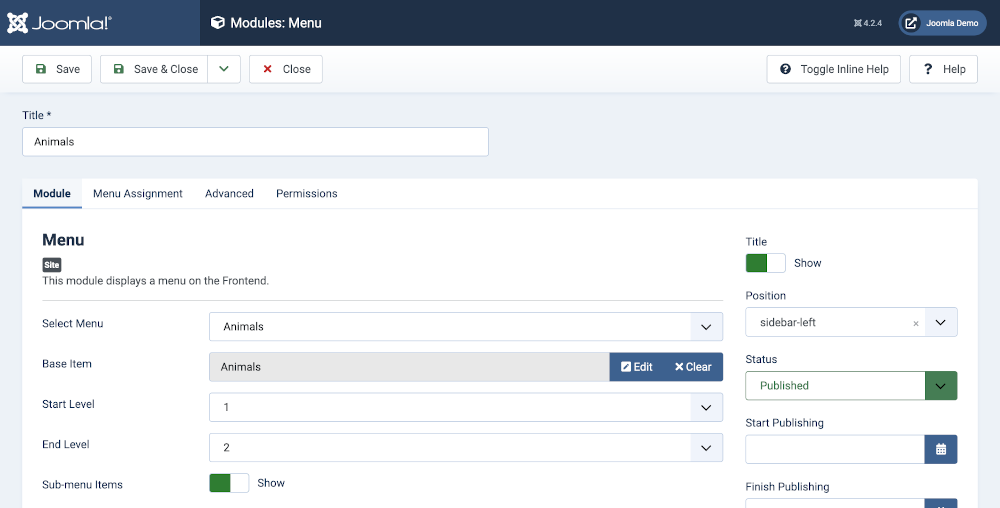 Joomla!®
Modules: Menu
4.2.4
Joomla Demo
Save
Save & Close
Close
Toggle Inline Help
? Help
Title *
Animals
Module
Menu Assignment
Advanced
Permissions
Menu
Site
This module displays a menu on the Frontend.
Select Menu
Animals
Base Item
Animals
Edit
Clear
Start Level
1
End Level
2
Sub-menu Items
Show
Title
Show
Position
sidebar-left
×
Status
Published
Start Publishing
Finish Publishing